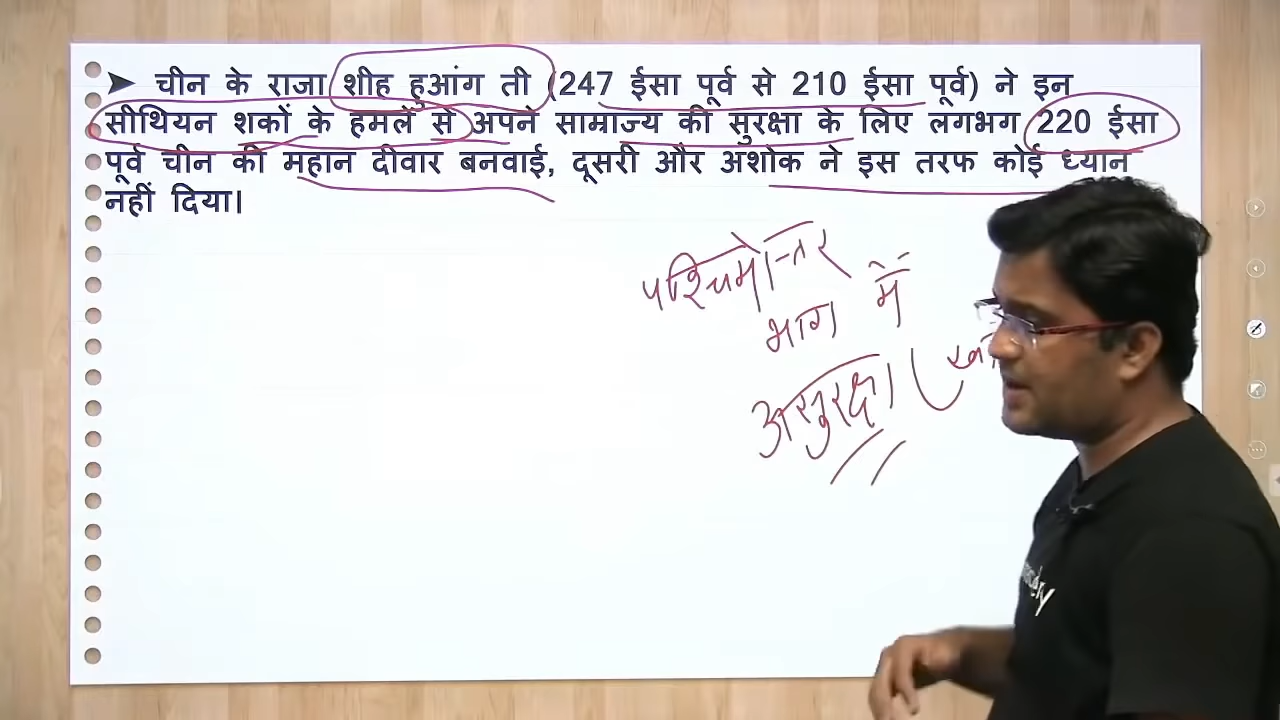 ➤ चीन के राजा शीह हुआंग ती (247 ईसा पूर्व से 210 ईसा पूर्व) ने इन
सीथियन शकों के हमलें से अपने साम्राज्य की सुरक्षा के लिए लगभग 220 ईसा
पूर्व चीन की महान दीवार बनवाई, दूसरी और अशोक ने इस तरफ कोई ध्यान
नहीं दिया।
पश्चिमोत्तर
भाग में
असुरक्षा